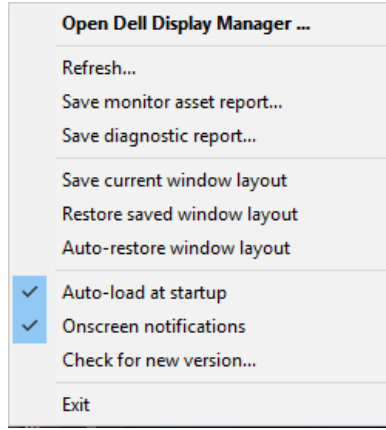 Open Dell Display Manager ...
Refresh...
Save monitor asset report...
Save diagnostic report...
Save current window layout
Restore saved window layout
Auto-restore window layout
Auto-load at startup
Onscreen notifications
Check for new version...
Exit